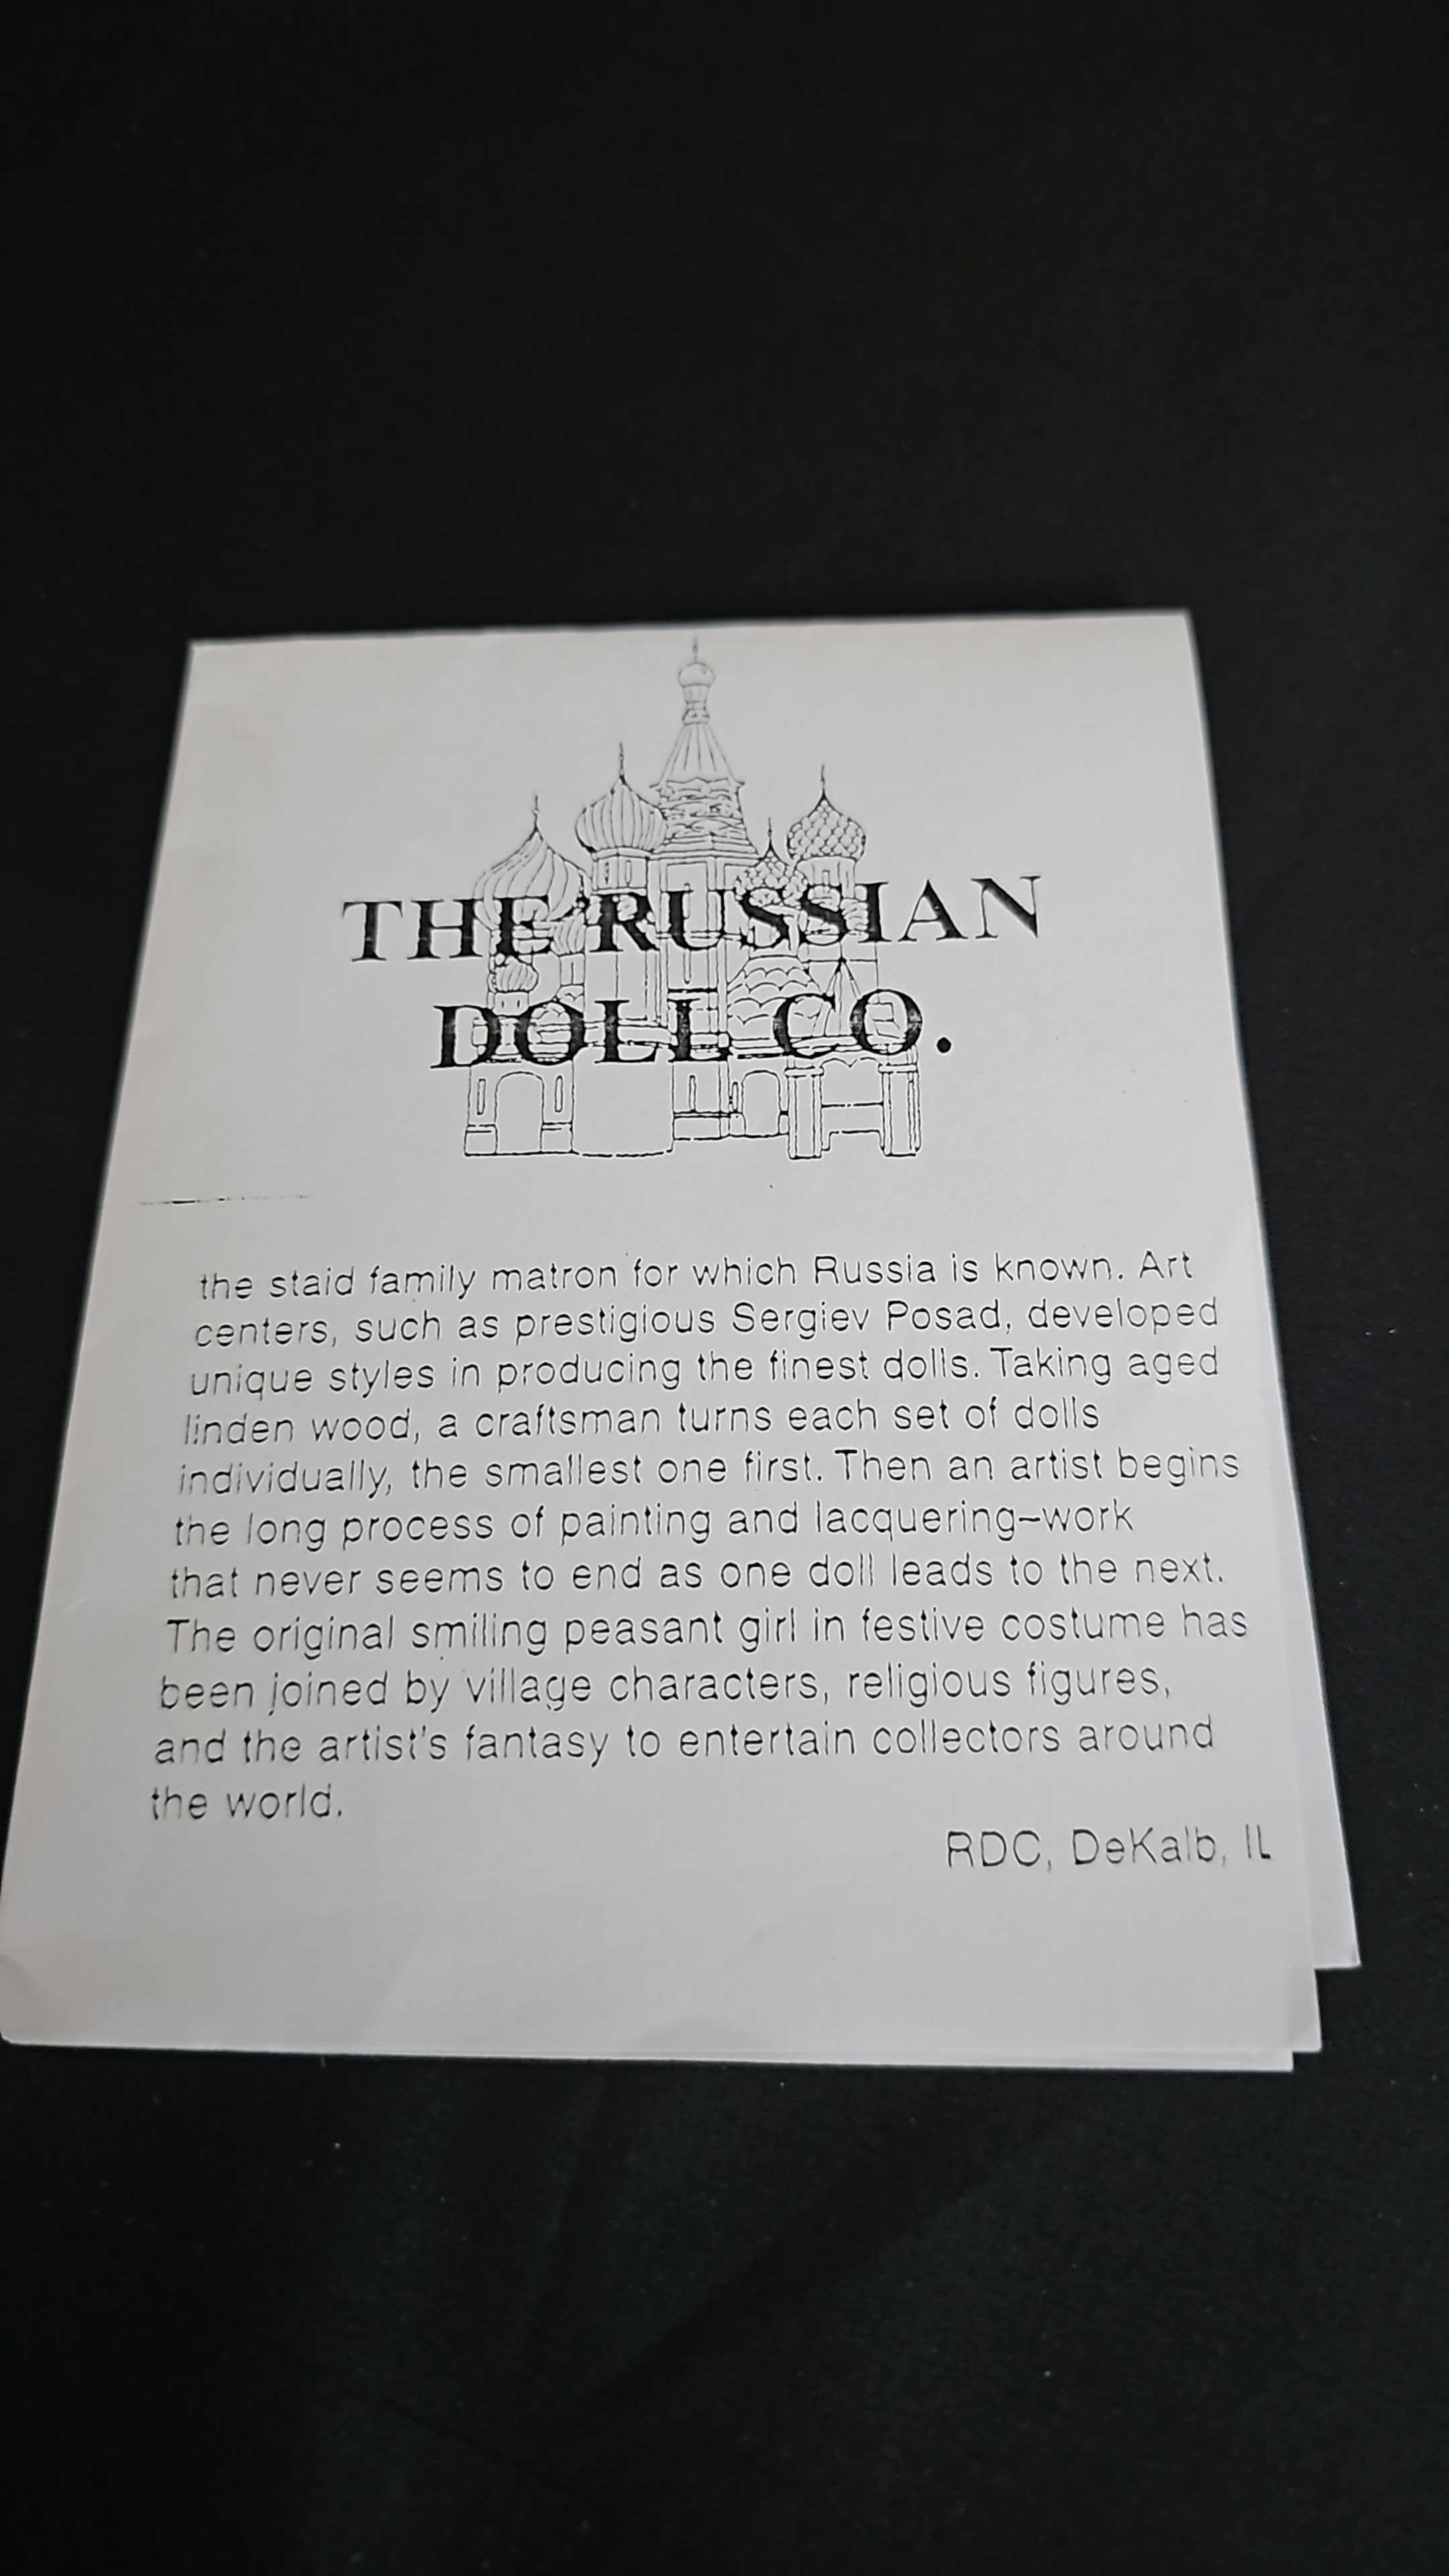 THE RUSSIAN
DOLL CO.
the staid family matron for which Russia is known. Art
centers, such as prestigious Sergiev Posad, developed
unique styles in producing the finest dolls. Taking aged
linden wood, a craftsman turns each set of dolls
individually, the smallest one first. Then an artist begins
the long process of painting and lacquering–work
that never seems to end as one doll leads to the next.
The original smiling peasant girl in festive costume has
been joined by village characters, religious figures,
and the artist's fantasy to entertain collectors around
the world.
RDC, DeKalb, IL